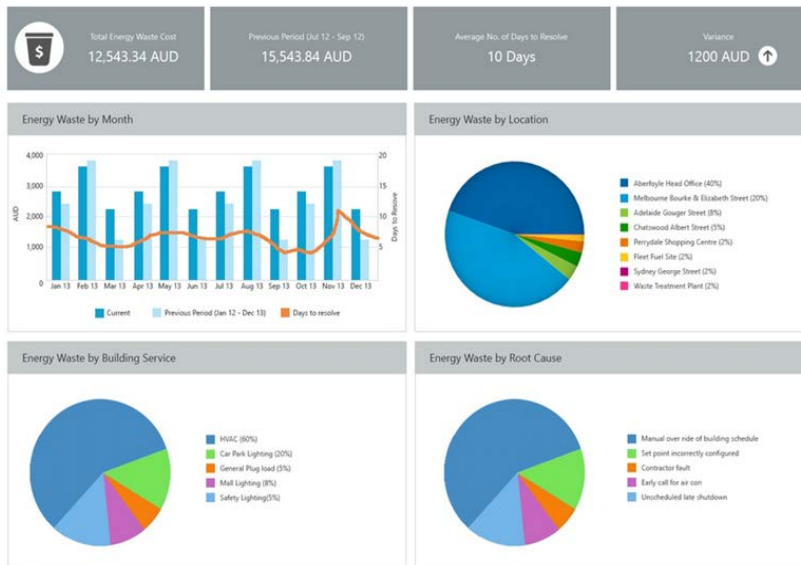 Total Energy Waste Cost
12,543.34 AUD
Previous Period (Jul 12 - Sep 12)
15,543.84 AUD
Average No. of Days to Resolve
10 Days
Variance
1200 AUD
$
Energy Waste by Month
4,000
3,000
2,000
1,000
0
AUD
20
15
10
5
Days to Resolve
Jan 13 Feb 13 Mar 13 Apr 13 May 13 Jun 13 Jul 13 Aug 13 Sep 13 Oct 13 Nov 13 Dec 13
Current Previous Period (Jan 12 - Dec 13) Days to resolve
Energy Waste by Location
Aberfoyle Head Office (40%)
Melbourne Bourke & Elizabeth Street (20%)
Adelaide Gouger Street (8%)
Chatswood Albert Street (5%)
Perrydale Shopping Centre (2%)
Fleet Fuel Site (2%)
Sydney George Street (2%)
Waste Treatment Plant (2%)
Energy Waste by Building Service
HVAC (60%)
Car Park Lighting (20%)
General Plug load (5%)
Mall Lighting (8%)
Safety Lighting(5%)
Energy Waste by Root Cause
Manual over ride of building schedule
Set point incorrectly configured
Contractor fault
Early call for air con
Unscheduled late shutdown